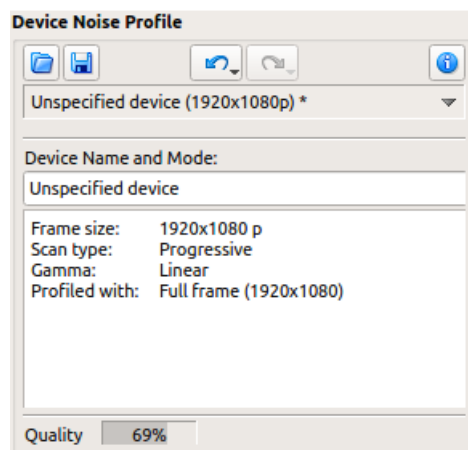 Device Noise Profile
Unspecified device (1920x1080p) *
Device Name and Mode:
Unspecified device
Frame size: 1920x1080 p
Scan type: Progressive
Gamma: Linear
Profiled with: Full frame (1920x1080)
Quality 69%